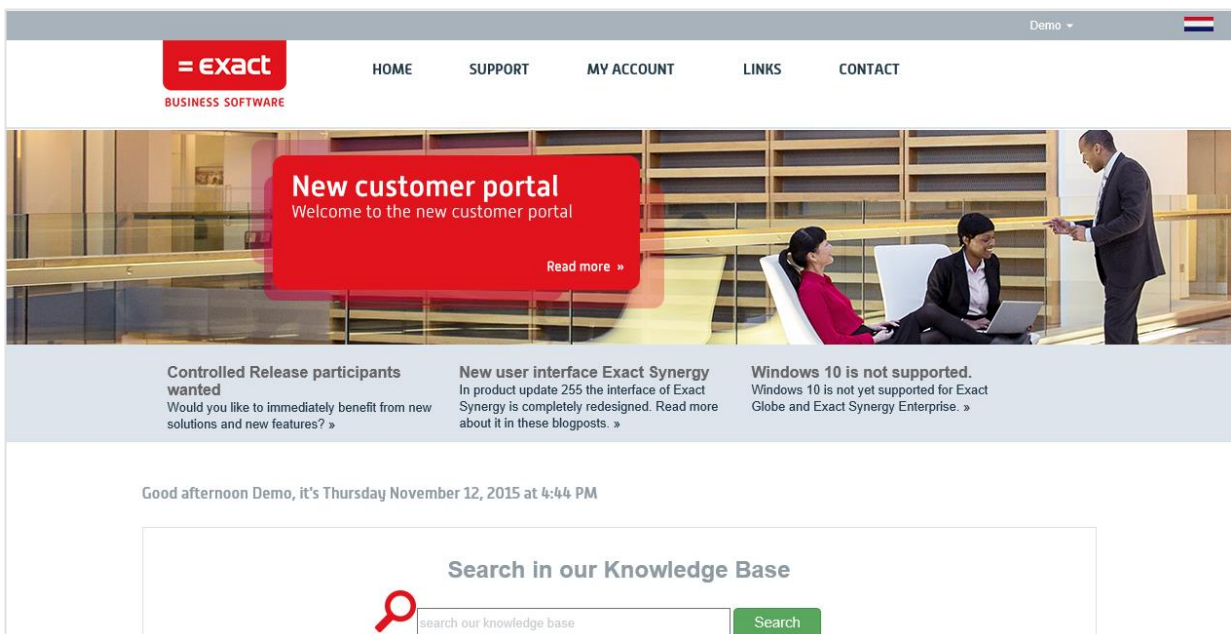 Demo
= exact
BUSINESS SOFTWARE
HOME SUPPORT MY ACCOUNT LINKS CONTACT
New customer portal
Welcome to the new customer portal
Read more »
Controlled Release participants
wanted
Would you like to immediately benefit from new
solutions and new features? »
New user interface Exact Synergy
In product update 255 the interface of Exact
Synergy is completely redesigned. Read more
about it in these blogposts. »
Windows 10 is not supported.
Windows 10 is not yet supported for Exact
Globe and Exact Synergy Enterprise. »
Good afternoon Demo, it's Thursday November 12, 2015 at 4:44 PM
Search in our Knowledge Base
search our knowledge base
Search